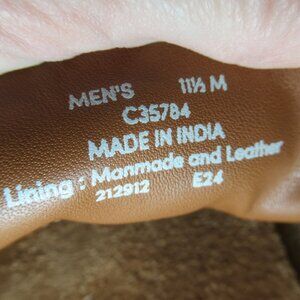 MEN'S 11½ M
C35784
MADE IN INDIA
Lining : Manmade and Leather
212912 E24